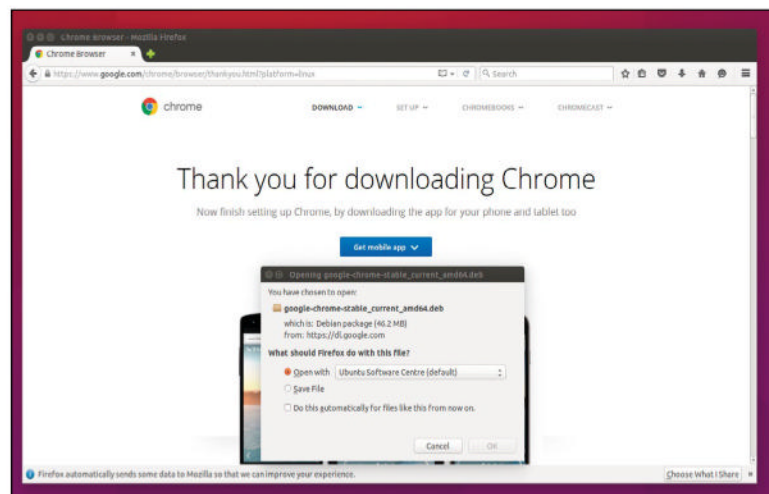 Chrome Browser - Mozilla Firefox
Chrome Browser
https://www.google.com/chrome/browser/thankyou.html?platform=linux
Search
chrome
DOWNLOAD
SET UP
CHROMEBOOKS
CHROMECAST
Thank you for downloading Chrome
Now finish setting up Chrome, by downloading the app for your phone and tablet too
Get mobile app
Opening google-chrome-stable_current_amd64.deb
You have chosen to open:
google-chrome-stable_current_amd64.deb
which is: Debian package (46.2 MB)
from: https://dl.google.com
What should Firefox do with this file?
Open with Ubuntu Software Centre (default)
Save File
Do this automatically for files like this from now on.
Cancel OK
Firefox automatically sends some data to Mozilla so that we can improve your experience.
Choose What I Share